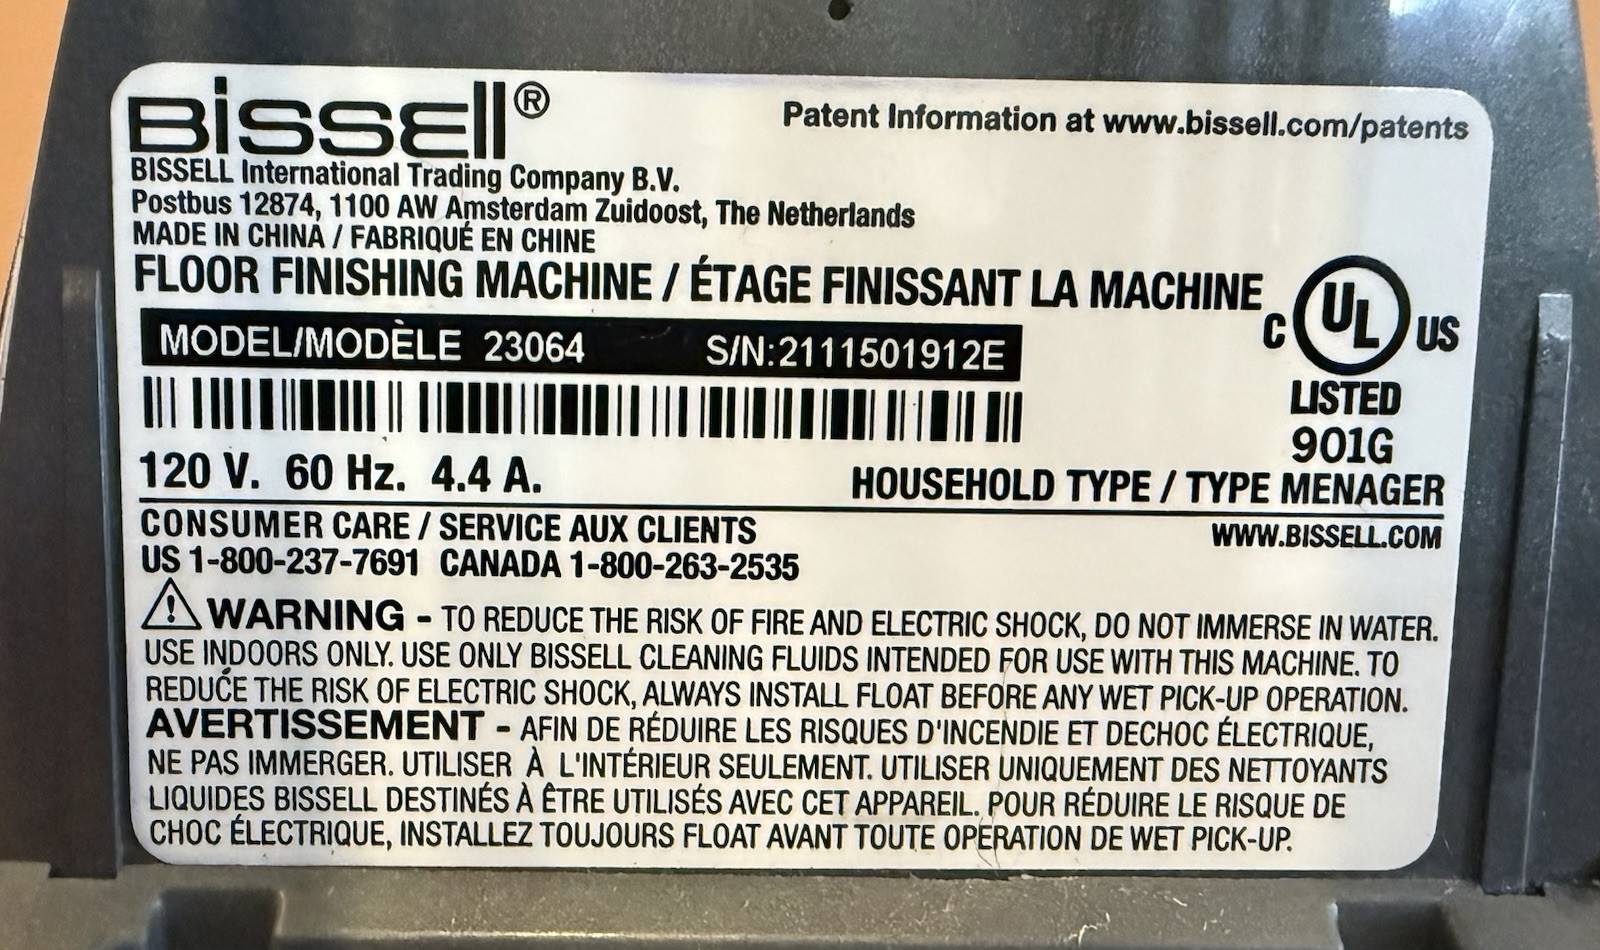 BISSELL®
Patent Information at www.bissell.com/patents
BISSELL International Trading Company B.V.
Postbus 12874, 1100 AW Amsterdam Zuidoost, The Netherlands
MADE IN CHINA / FABRIQUÉ EN CHINE
FLOOR FINISHING MACHINE / ÉTAGE FINISSANT LA MACHINE
C UL US
MODEL/MODÈLE 23064 S/N:2111501912E
LISTED
901G
120 V. 60 Hz. 4.4 A.
HOUSEHOLD TYPE / TYPE MENAGER
CONSUMER CARE / SERVICE AUX CLIENTS
WWW.BISSELL.COM
US 1-800-237-7691 CANADA 1-800-263-2535
WARNING - TO REDUCE THE RISK OF FIRE AND ELECTRIC SHOCK, DO NOT IMMERSE IN WATER.
USE INDOORS ONLY. USE ONLY BISSELL CLEANING FLUIDS INTENDED FOR USE WITH THIS MACHINE. TO
REDUCE THE RISK OF ELECTRIC SHOCK, ALWAYS INSTALL FLOAT BEFORE ANY WET PICK-UP OPERATION.
AVERTISSEMENT - AFIN DE RÉDUIRE LES RISQUES D'INCENDIE ET DECHOC ÉLECTRIQUE,
NE PAS IMMERGER. UTILISER À L'INTÉRIEUR SEULEMENT. UTILISER UNIQUEMENT DES NETTOYANTS
LIQUIDES BISSELL DESTINÉS À ÊTRE UTILISÉS AVEC CET APPAREIL. POUR RÉDUIRE LE RISQUE DE
CHOC ÉLECTRIQUE, INSTALLEZ TOUJOURS FLOAT AVANT TOUTE OPERATION DE WET PICK-UP.